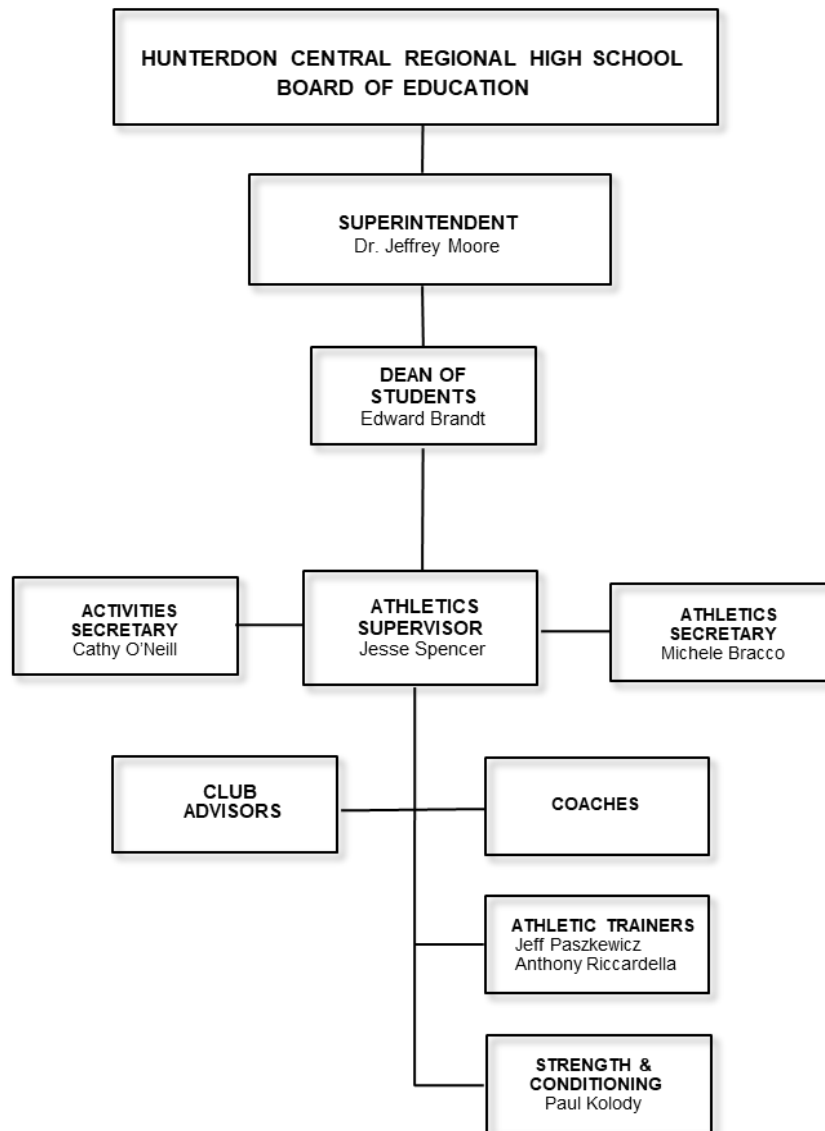 HUNTERDON CENTRAL REGIONAL HIGH SCHOOL
BOARD OF EDUCATION
SUPERINTENDENT
Dr. Jeffrey Moore
DEAN OF
STUDENTS
Edward Brandt
ACTIVITIES
SECRETARY
Cathy O'Neill
ATHLETICS
SUPERVISOR
Jesse Spencer
ATHLETICS
SECRETARY
Michele Bracco
CLUB
ADVISORS
COACHES
ATHLETIC TRAINERS
Jeff Paszkewicz
Anthony Riccardella
STRENGTH &
CONDITIONING
Paul Kolody